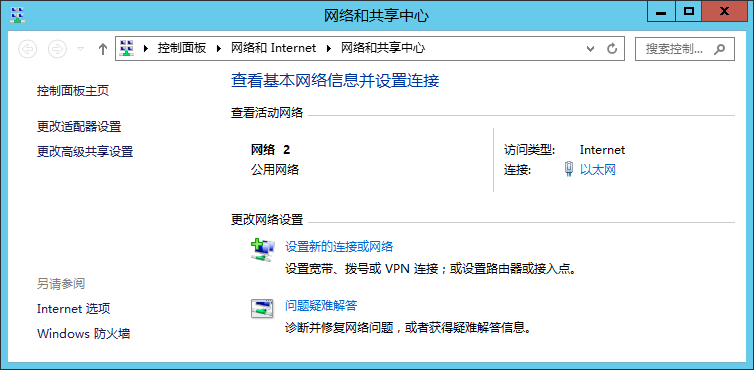 网络和共享中心
控制面板 网络和 Internet 网络和共享中心
搜索控制...
控制面板主页
更改适配器设置
更改高级共享设置
另请参阅
Internet 选项
Windows 防火墙
查看基本网络信息并设置连接
查看活动网络
网络 2
公用网络
访问类型: Internet
连接: 以太网
更改网络设置
设置新的连接或网络
设置宽带、拨号或 VPN 连接；或设置路由器或接入点。
问题疑难解答
诊断并修复网络问题，或者获得疑难解答信息。